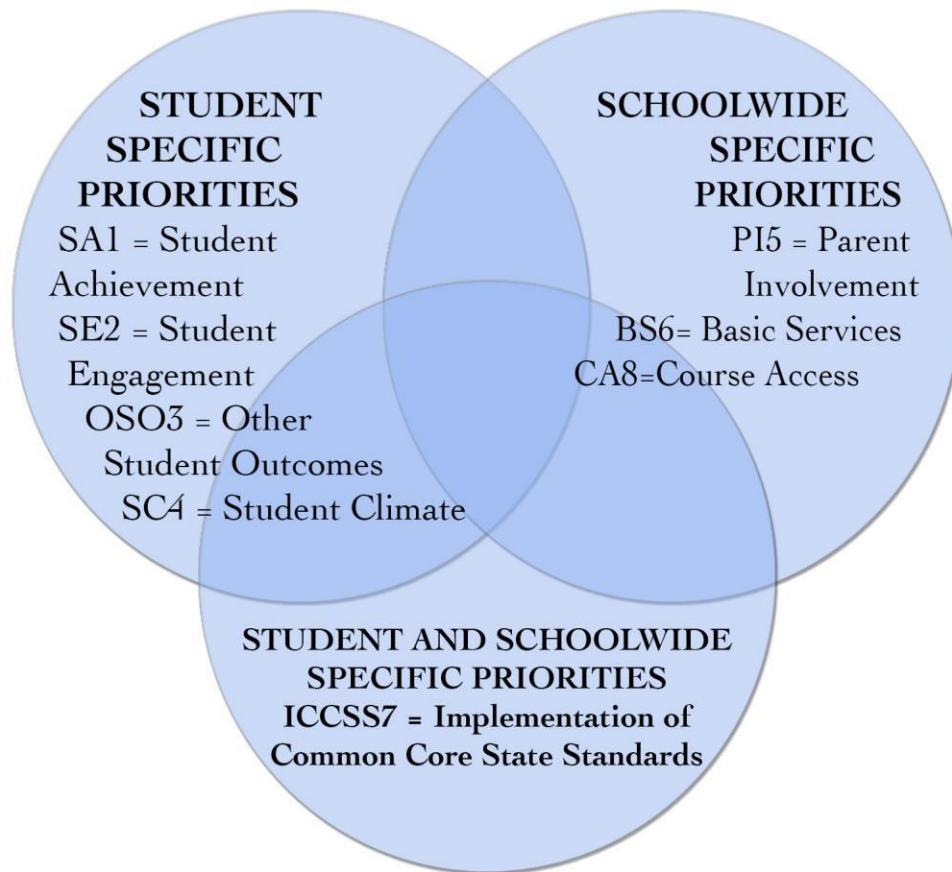 STUDENT
SPECIFIC
PRIORITIES
SA1 = Student
Achievement
SE2 = Student
Engagement
OSO3 = Other
Student Outcomes
SC4 = Student Climate
SCHOOLWIDE
SPECIFIC
PRIORITIES
PI5 = Parent
Involvement
BS6= Basic Services
CA8=Course Access
STUDENT AND SCHOOLWIDE
SPECIFIC PRIORITIES
ICCSS7 = Implementation of
Common Core State Standards